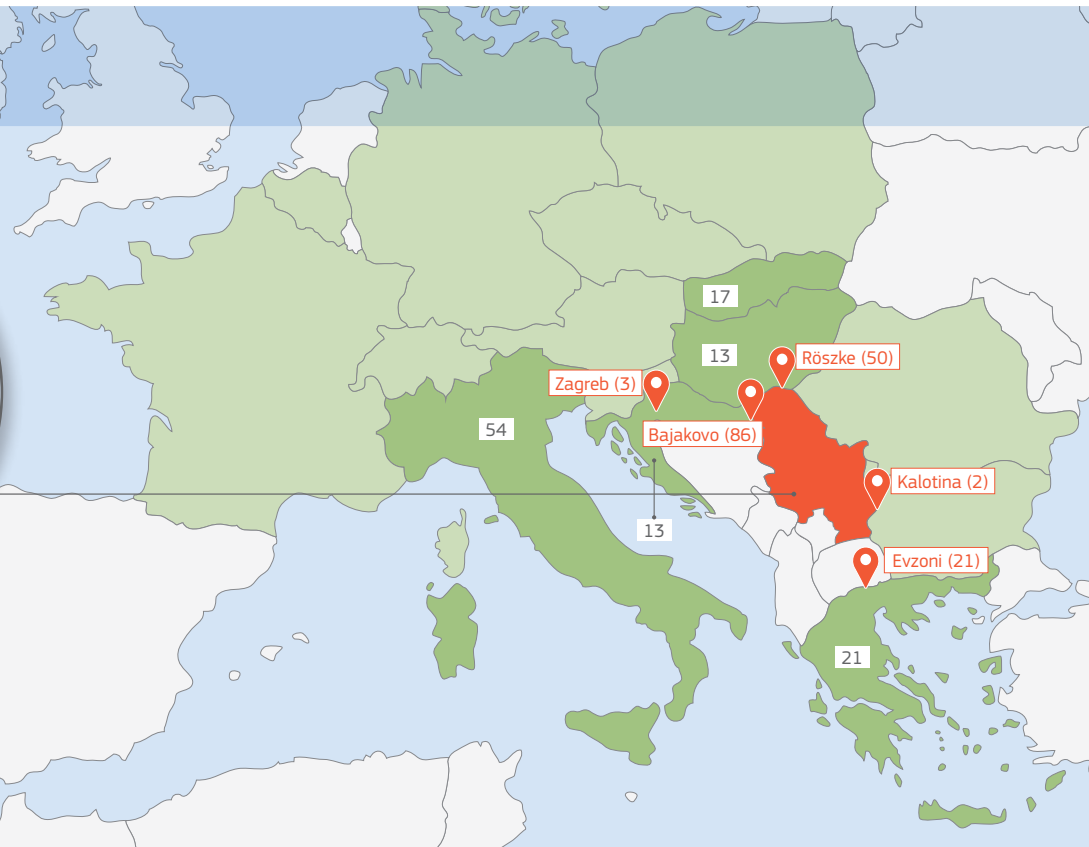 17
13
Röszke (50)
Zagreb (3)
54
Bajakovo (86)
Kalotina (2)
13
Evzoni (21)
21